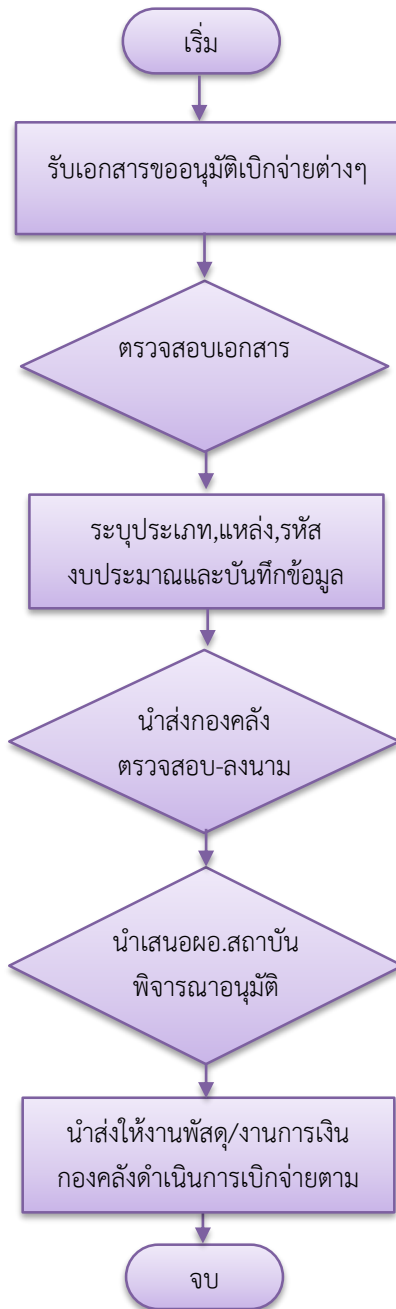 เริ่ม
รับเอกสารขออนุมัติเบิกจ่ายต่างๆ
ตรวจสอบเอกสาร
ระบุประเภท,แหล่ง,รหัส
งบประมาณและบันทึกข้อมูล
นำส่งกองคลัง
ตรวจสอบ-ลงนาม
นำเสนอผอ.สถาบัน
พิจารณาอนุมัติ
นำส่งให้งานพัสดุ/งานการเงิน
กองคลังดำเนินการเบิกจ่ายตาม
จบ